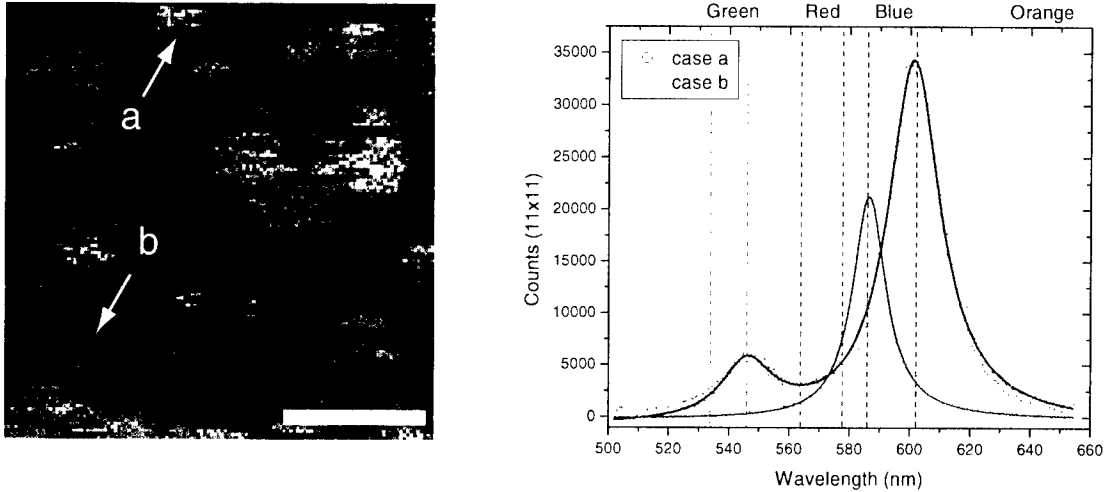 a
b
Green Red Blue Orange
case a
case b
Counts (11x11)
35000
30000
25000
20000
15000
10000
5000
0
500 520 540 560 580 600 620 640 660
Wavelength (nm)